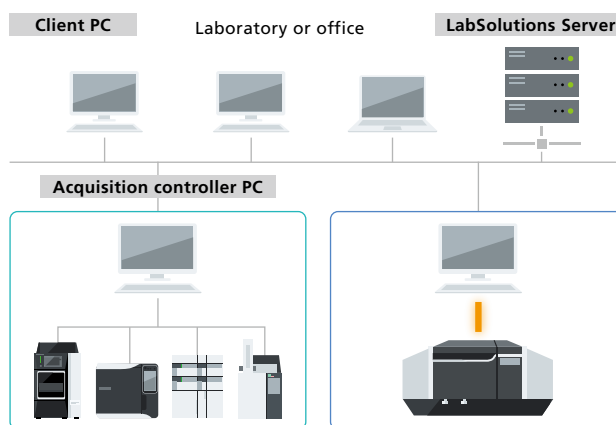 Client PC
Laboratory or office
LabSolutions Server
Acquisition controller PC